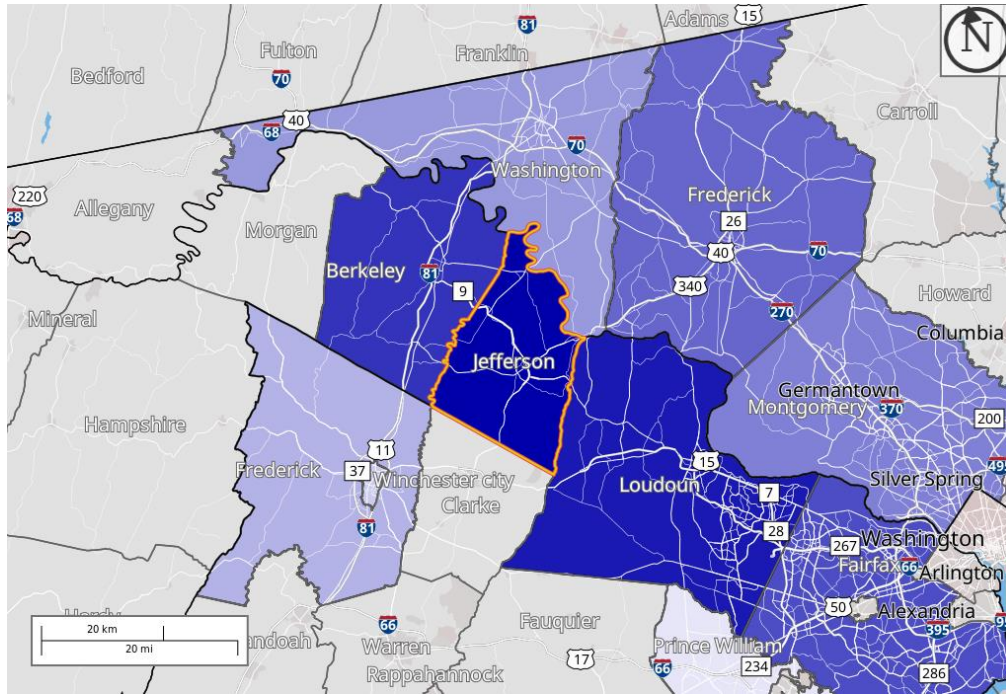 Adams
15
81
Fulton
Franklin
N
Bedford
70
Carroll
40
68
70
Washington
220
Allegany
68
Morgan
Frederick
26
Berkeley
81
9
40
70
340
Howard
270
Mineral
Columbia
Jefferson
Germantown
Montgomery
370
200
Hampshire
11
495
Frederick
37
Winchester city
15
Silver Spring
Clarke
Loudoun
7
81
28
Washington
267
Fairfax
66
Arlington
20 km
50
Alexandria
66
Fauquier
395
20 mi
Warren
Prince William
Rappahannock
17
66
234
286